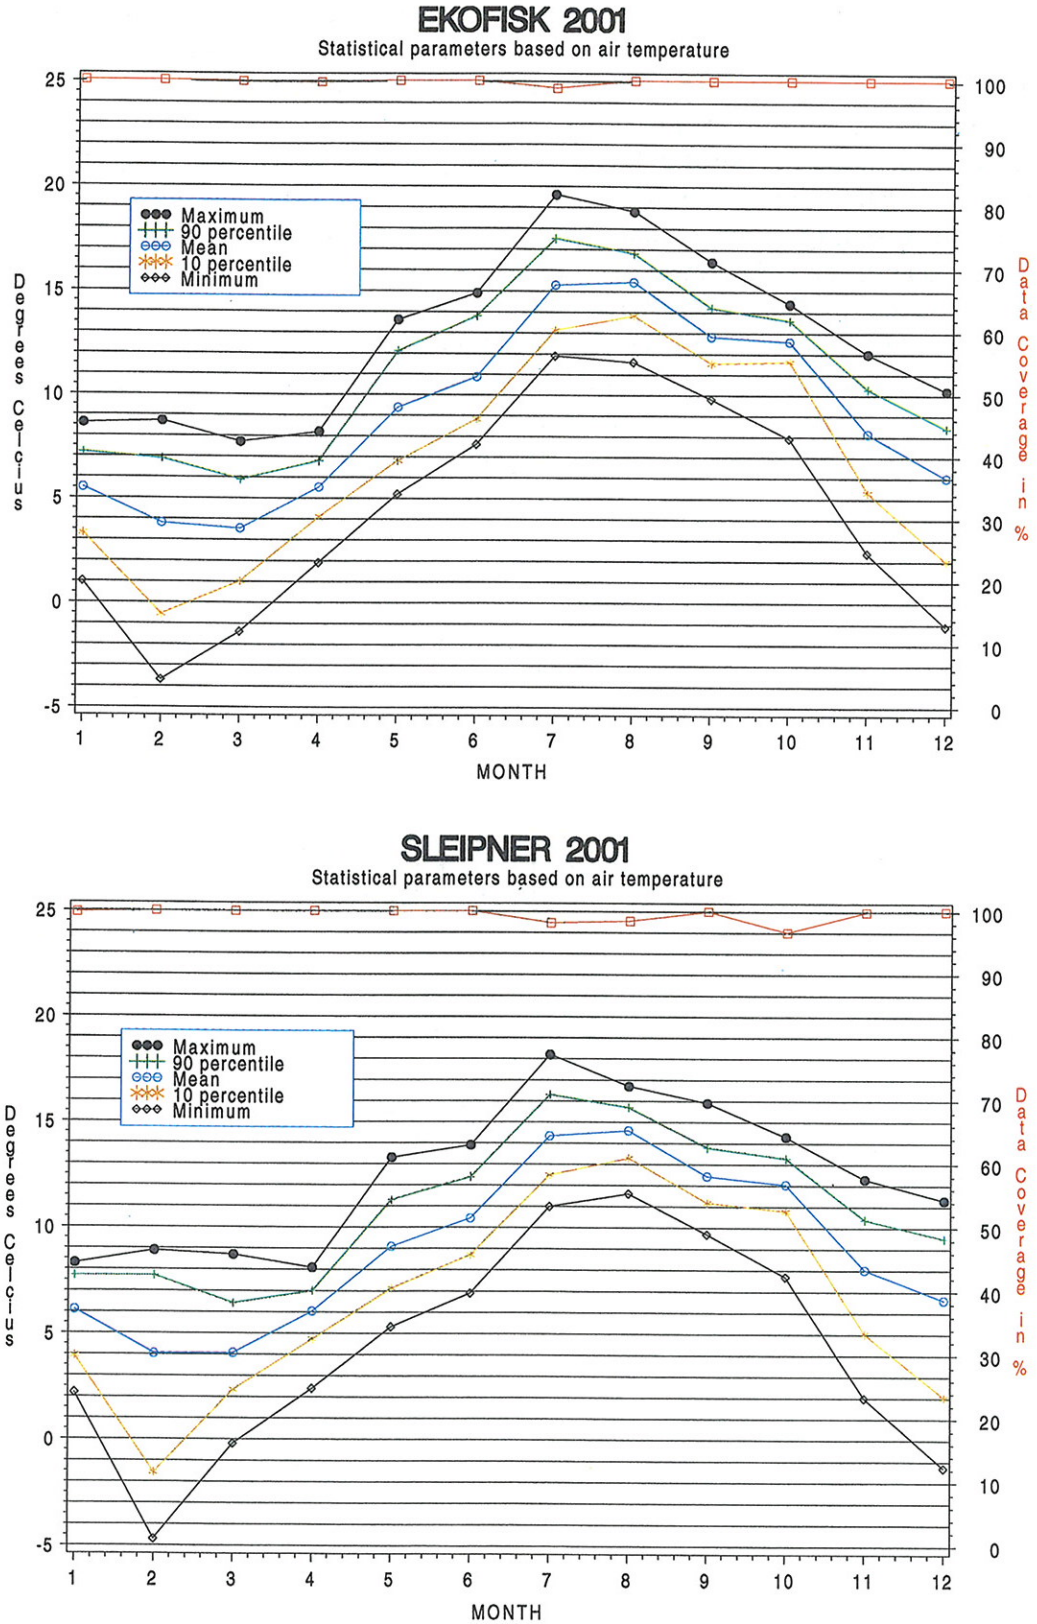 EKOFISK 2001
Statistical parameters based on air temperature
25
20
15
10
5
0
-5
100
90
80
70
60
50
40
30
20
10
0
Maximum
90 percentile
Mean
10 percentile
Minimum
Degrees Celcius
Data Coverage in %
1 2 3 4 5 6 7 8 9 10 11 12
MONTH
SLEIPNER 2001
Statistical parameters based on air temperature
25
20
15
10
5
0
-5
100
90
80
70
60
50
40
30
20
10
0
Maximum
90 percentile
Mean
10 percentile
Minimum
Degrees Celcius
Data Coverage in %
1 2 3 4 5 6 7 8 9 10 11 12
MONTH